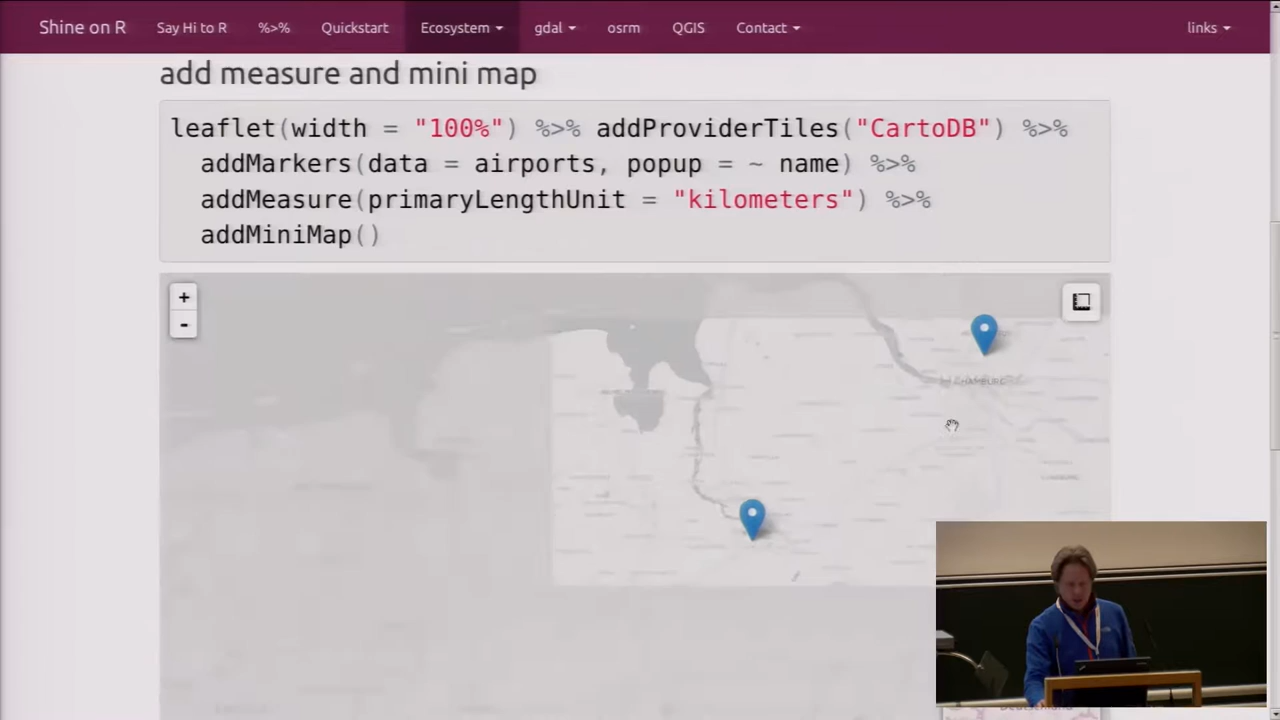 Shine on R Say Hi to R %>% Quickstart Ecosystem gdal osrm QGIS Contact links
add measure and mini map
leaflet(width = "100%") %>% addProviderTiles("CartoDB") %>%
addMarkers(data = airports, popup = ~ name) %>%
addMeasure(primaryLengthUnit = "kilometers") %>%
addMiniMap()
+
-
HAMBURG